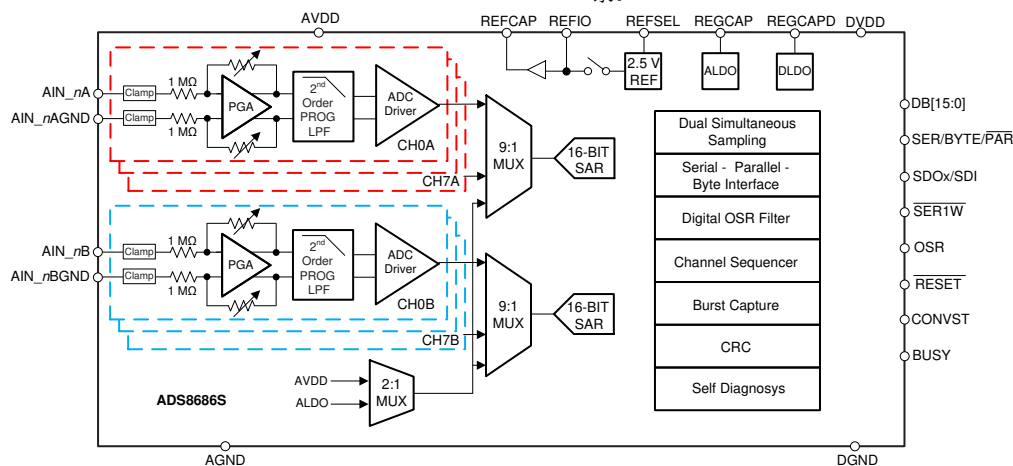 AVDD
REFCAP
REFIO
REFSEL
REGCAP
REGCAPD
DVDD
2.5 V
REF
ALDO
DLDO
AIN_nA
AIN_nAGND
Clamp
Clamp
1 MΩ
1 MΩ
PGA
2nd
Order
PROG
LPF
ADC
Driver
CH0A
CH7A
9:1
MUX
16-BIT
SAR
AIN_nB
AIN_nBGND
Clamp
Clamp
1 MΩ
1 MΩ
PGA
2nd
Order
PROG
LPF
ADC
Driver
CH0B
CH7B
9:1
MUX
16-BIT
SAR
AVDD
ALDO
2:1
MUX
ADS8686S
Dual Simultaneous
Sampling
Serial - Parallel -
Byte Interface
Digital OSR Filter
Channel Sequencer
Burst Capture
CRC
Self Diagnosys
DB[15:0]
SER/BYTE/PAR
SDOx/SDI
SER1W
OSR
RESET
CONVST
BUSY
AGND
DGND